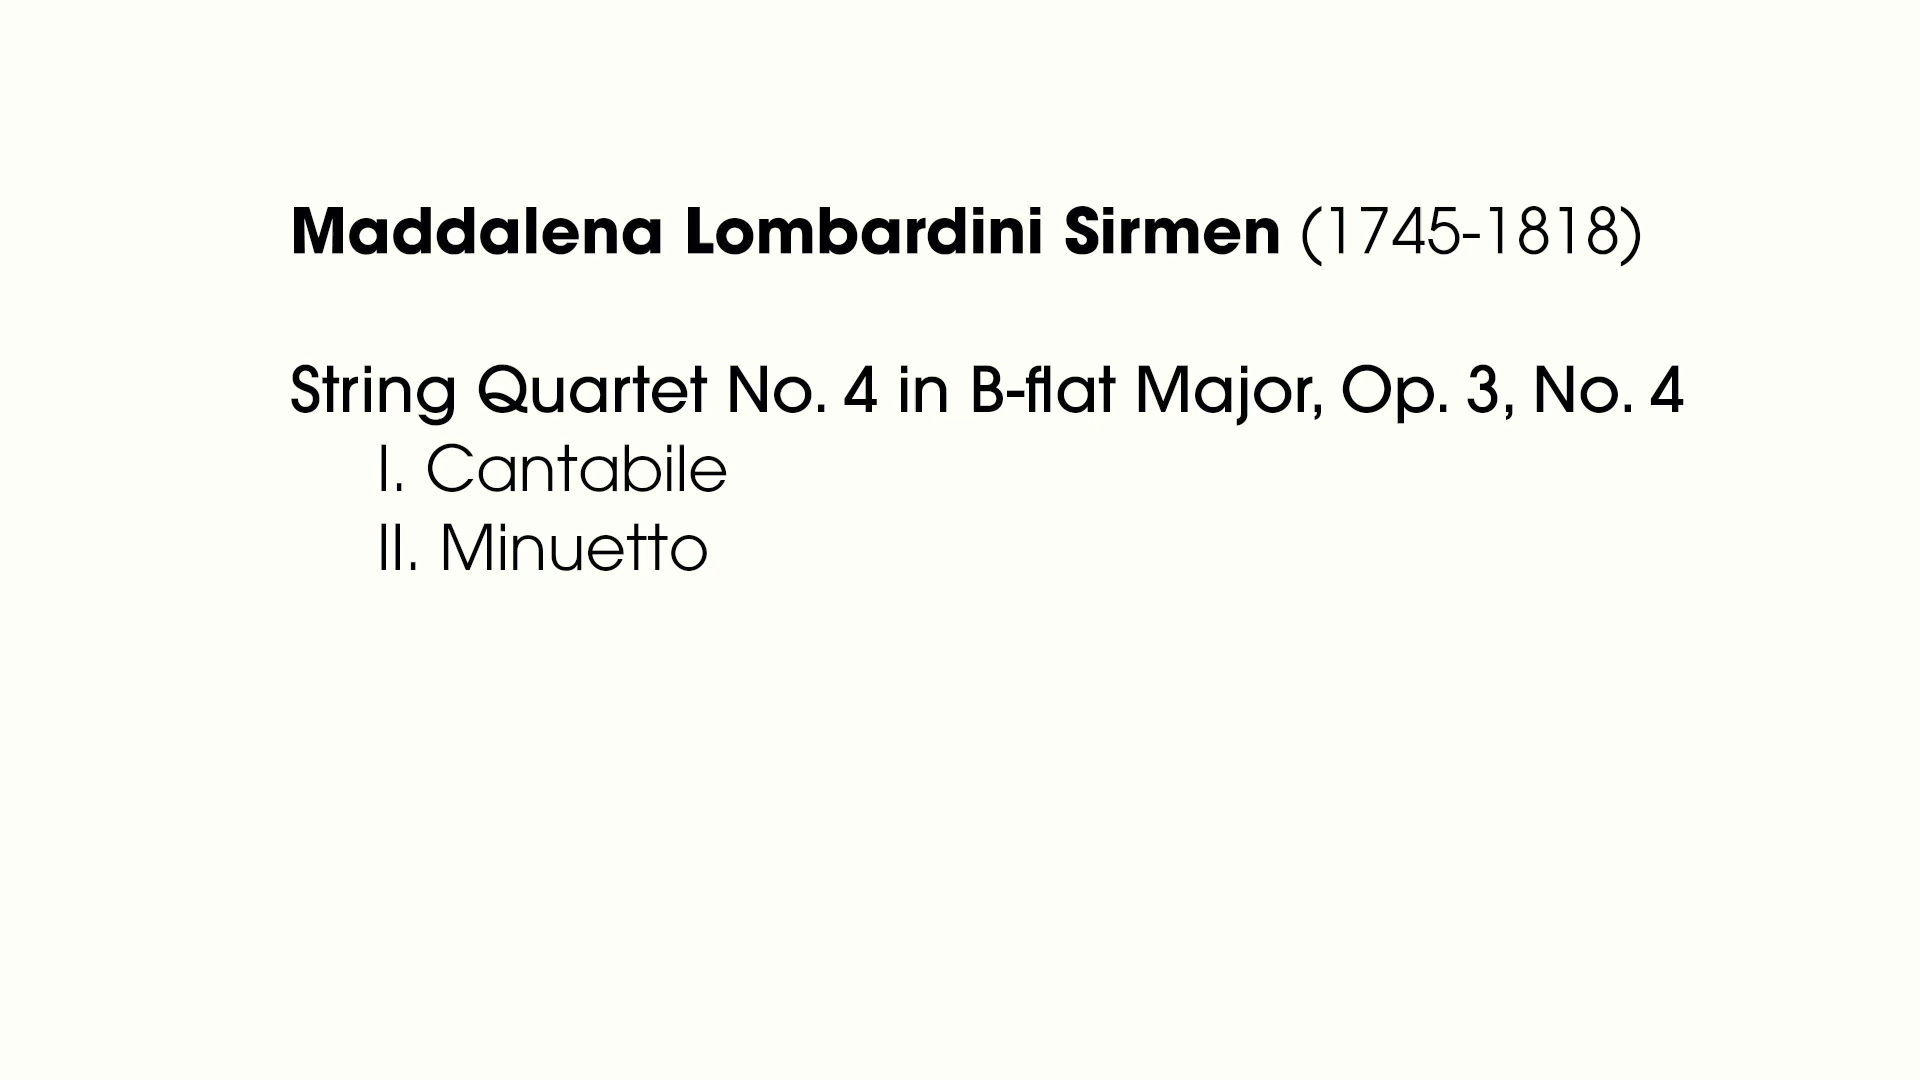 Maddalena Lombardini Sirmen (1745-1818)
String Quartet No. 4 in B-flat Major, Op. 3, No. 4
I. Cantabile
II. Minuetto